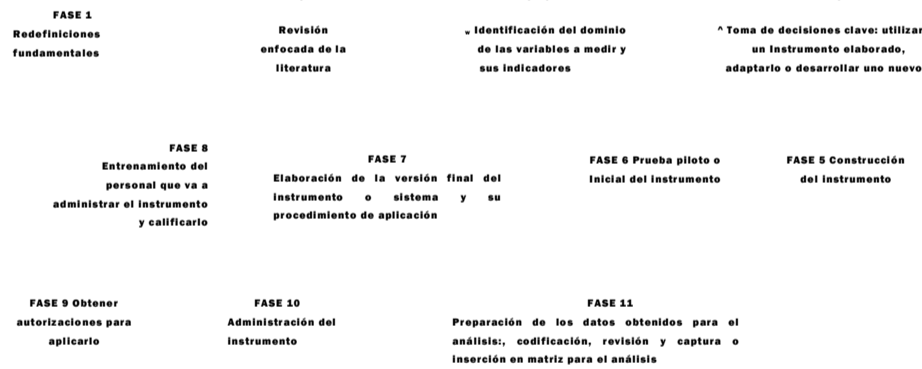 FASE 1
Redefiniciones
fundamentales
Revisión
enfocada de la
literatura
„ Identificación del dominio
de las variables a medir y
sus indicadores
^ Toma de decisiones clave: utilizar
un Instrumento elaborado,
adaptarlo o desarrollar uno nuevo
FASE 8
Entrenamiento del
personal que va a
administrar el instrumento
y calificarlo
FASE 7
Elaboración de la versión final del
Instrumento o sistema y su
procedimiento de aplicación
FASE 6 Prueba piloto o
Inicial del instrumento
FASE 5 Construcción
del instrumento
FASE 9 Obtener
autorizaciones para
aplicarlo
FASE 10
Administración del
Instrumento
FASE 11
Preparación de los datos obtenidos para el
análisis:, codificación, revisión y captura o
inserción en matriz para el análisis